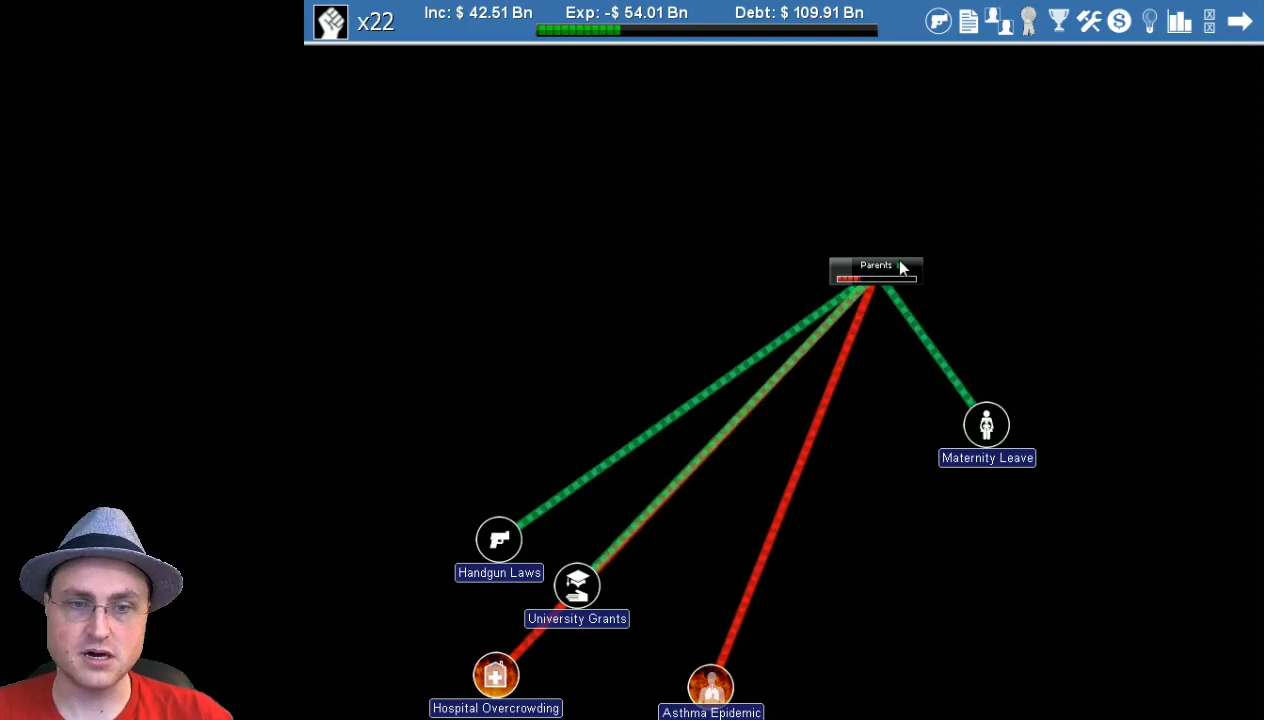 x22
Inc: $ 42.51 Bn
Exp: -$ 54.01 Bn
Debt: $ 109.91 Bn
Parents
Maternity Leave
Handgun Laws
University Grants
Hospital Overcrowding
Asthma Epidemic